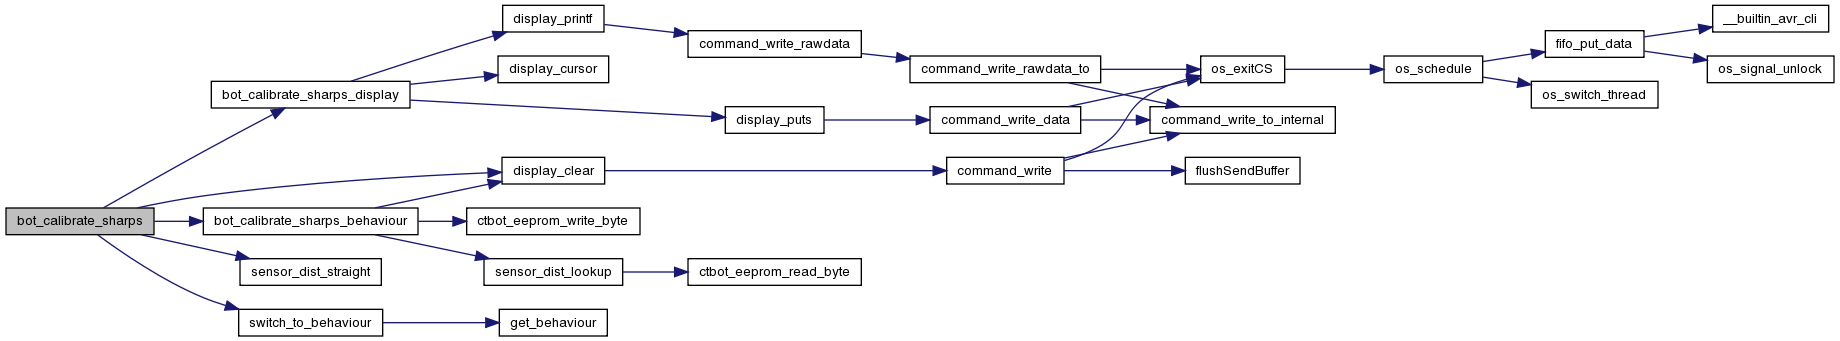 bot_calibrate_sharps
bot_calibrate_sharps_display
display_printf
display_cursor
display_puts
command_write_rawdata
command_write_rawdata_to
command_write_data
os_exitCS
command_write_to_internal
os_schedule
fifo_put_data
os_switch_thread
__builtin_avr_cli
os_signal_unlock
display_clear
command_write
flushSendBuffer
bot_calibrate_sharps_behaviour
ctbot_eeprom_write_byte
sensor_dist_lookup
ctbot_eeprom_read_byte
sensor_dist_straight
switch_to_behaviour
get_behaviour